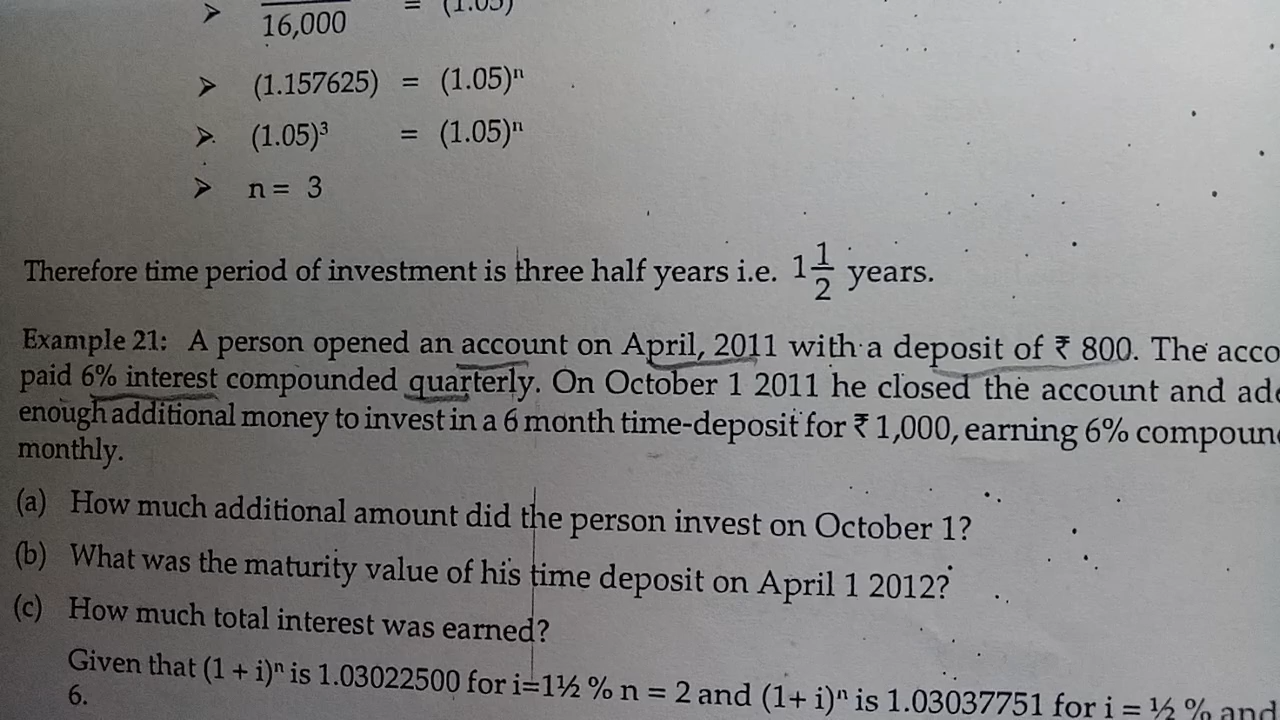 16,000 = (1.05)
➤ (1.157625) = (1.05)ⁿ
➤ (1.05)³ = (1.05)ⁿ
➤ n = 3
Therefore time period of investment is three half years i.e. 1 1/2 years.
Example 21: A person opened an account on April, 2011 with a deposit of ₹ 800. The
paid 6% interest compounded quarterly. On October 1 2011 he closed the account and
enough additional money to invest in a 6 month time-deposit for ₹ 1,000, earning 6%
monthly.
(a) How much additional amount did the person invest on October 1?
(b) What was the maturity value of his time deposit on April 1 2012?
(c) How much total interest was earned?
Given that (1 + i)ⁿ is 1.03022500 for i=1½ % n = 2 and (1+ i)ⁿ is 1.03037751 for i = ½ % and
6.